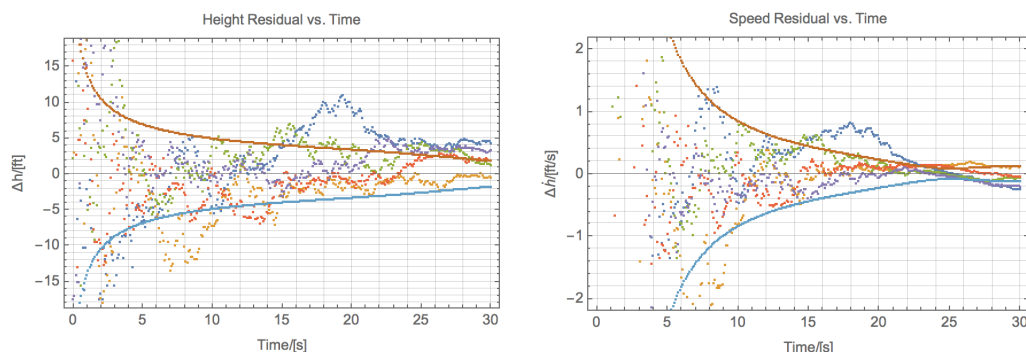 Height Residual vs. Time
15
10
5
0
−5
−10
−15
Δh/[ft]
0 5 10 15 20 25 30
Time/[s]
Speed Residual vs. Time
2
1
0
−1
−2
Δḣ/[ft/s]
0 5 10 15 20 25 30
Time/[s]